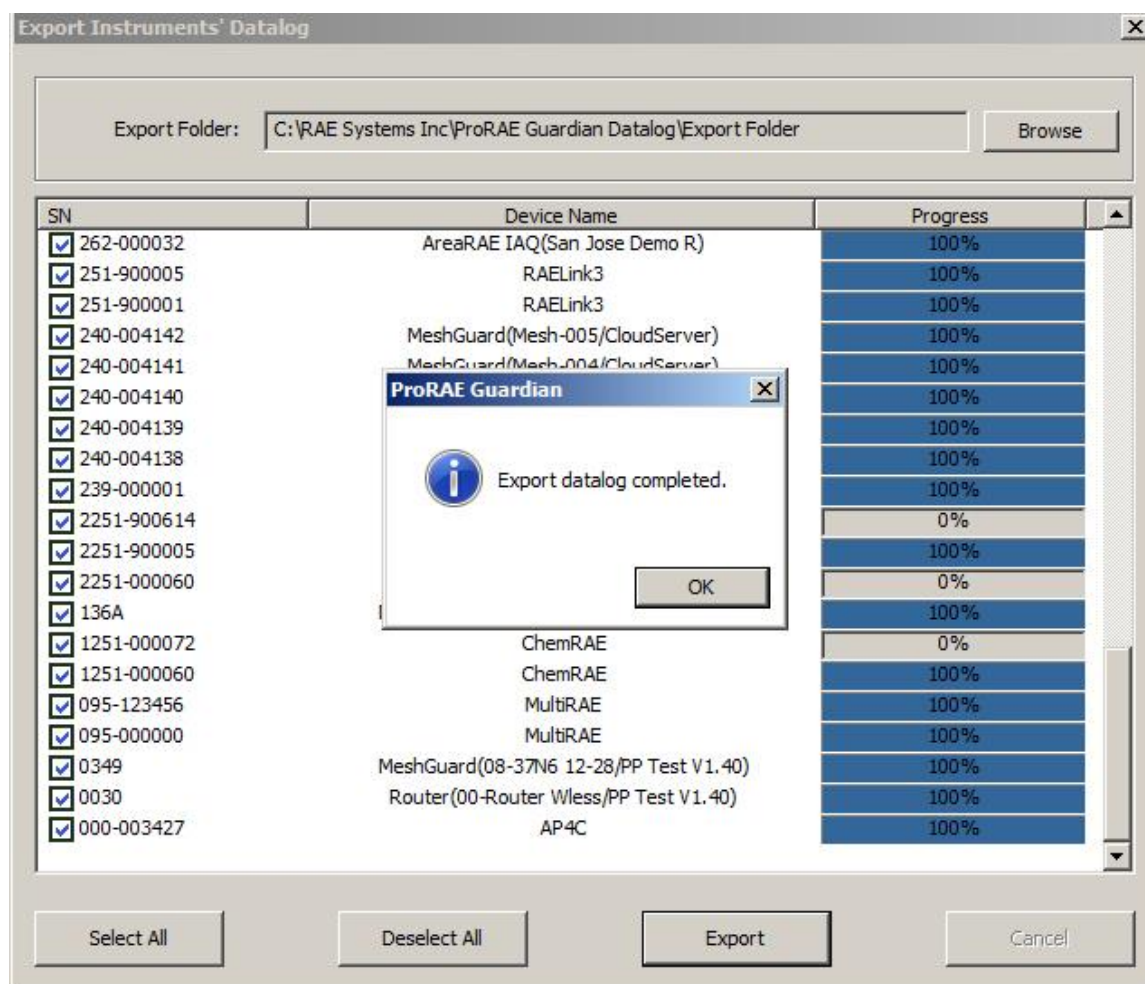 Export Instruments' Datalog
Export Folder: C:\RAE Systems Inc\ProRAE Guardian Datalog\Export Folder Browse
SN Device Name Progress
262-000032 AreaRAE IAQ(San Jose Demo R) 100%
251-900005 RAELink3 100%
251-900001 RAELink3 100%
240-004142 MeshGuard(Mesh-005/CloudServer) 100%
240-004141 MeshGuard(Mesh-004/CloudServer) 100%
240-004140 100%
240-004139 100%
240-004138 100%
239-000001 100%
2251-900614 0%
2251-900005 100%
2251-000060 0%
136A 100%
1251-000072 ChemRAE 0%
1251-000060 ChemRAE 100%
095-123456 MultiRAE 100%
095-000000 MultiRAE 100%
0349 MeshGuard(08-37N6 12-28/PP Test V1.40) 100%
0030 Router(00-Router Wless/PP Test V1.40) 100%
000-003427 AP4C 100%
ProRAE Guardian
Export datalog completed.
OK
Select All Deselect All Export Cancel